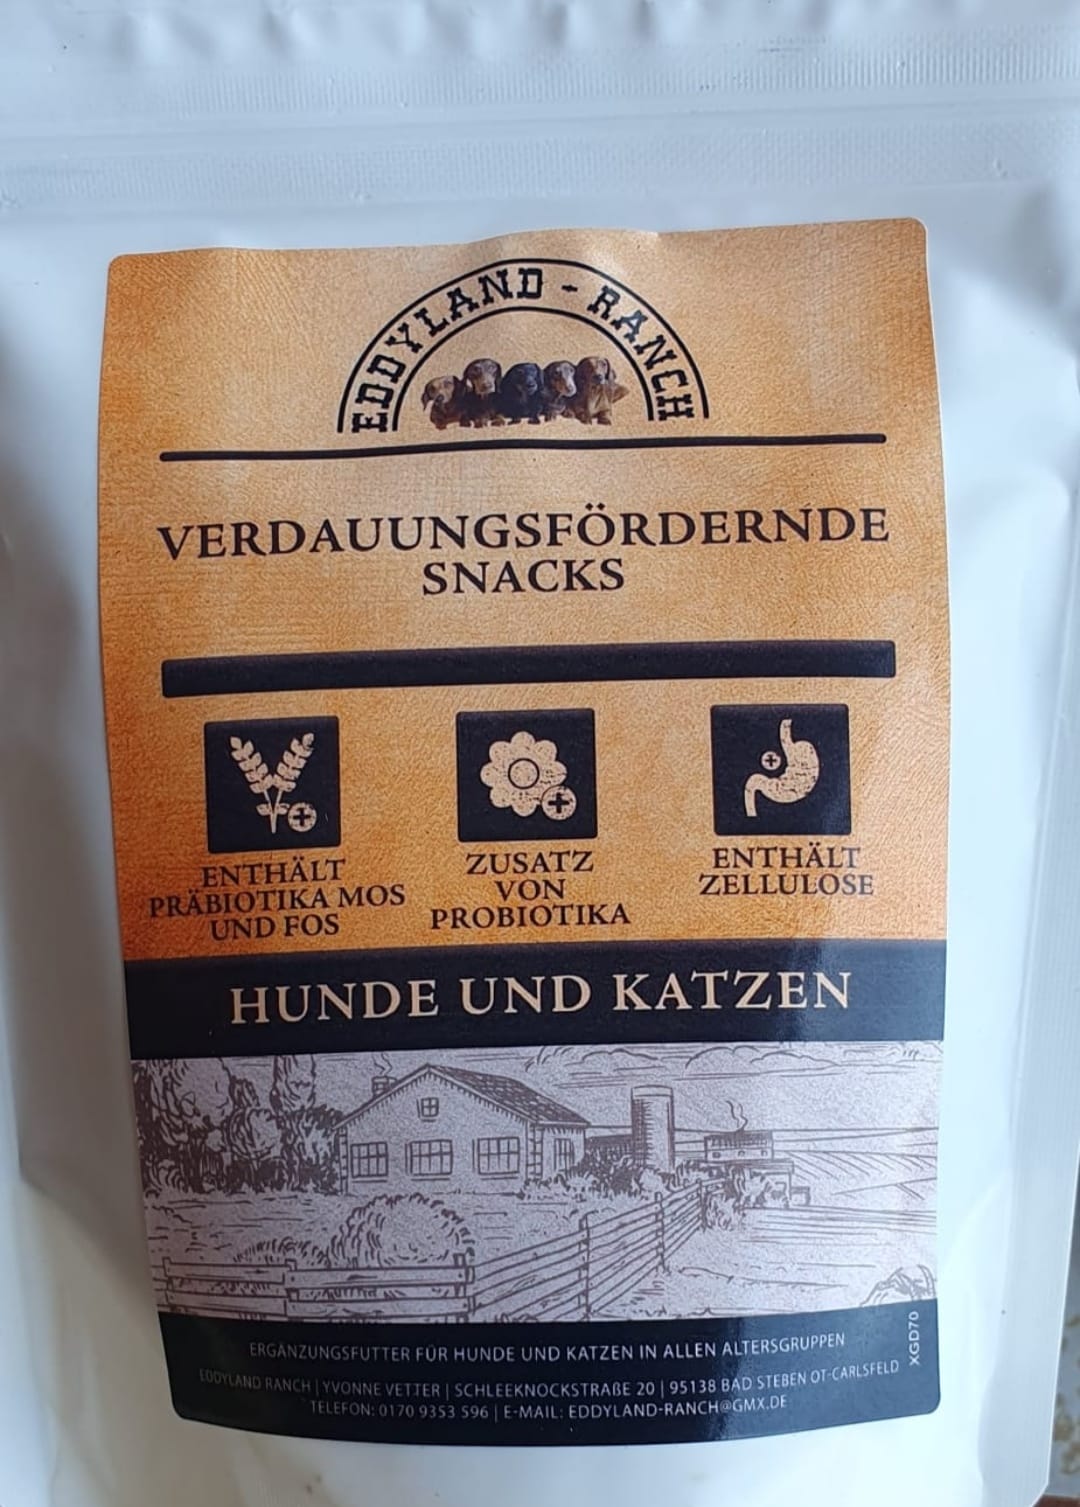 EDDYLAND - RANCH
VERDAUUNGSFÖRDERNDE
SNACKS
ENTHÄLT
PRÄBIOTIKA MOS
UND FOS
ZUSATZ
VON
PROBIOTIKA
ENTHÄLT
ZELLULOSE
HUNDE UND KATZEN
ERGÄNZUNGSFUTTER FÜR HUNDE UND KATZEN IN ALLEN ALTERSGRUPPEN
EDDYLAND RANCH | YVONNE VETTER | SCHLEEKNOCKSTRAßE 20 | 95138 BAD STEBEN OT-CARLSFELD
TELEFON: 0170 9353 596 | E-MAIL: EDDYLAND-RANCH@GMX.DE
XGD70